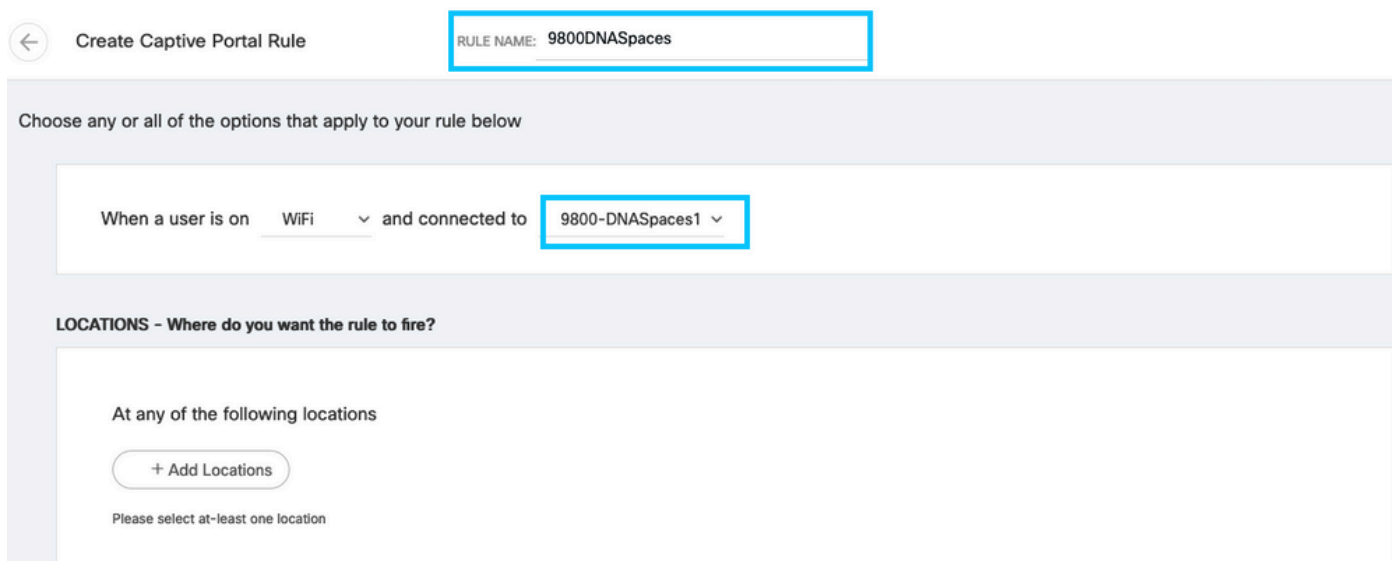 Create Captive Portal Rule RULE NAME: 9800DNASpaces
Choose any or all of the options that apply to your rule below
When a user is on WiFi and connected to 9800-DNASpaces1
LOCATIONS - Where do you want the rule to fire?
At any of the following locations
+ Add Locations
Please select at-least one location